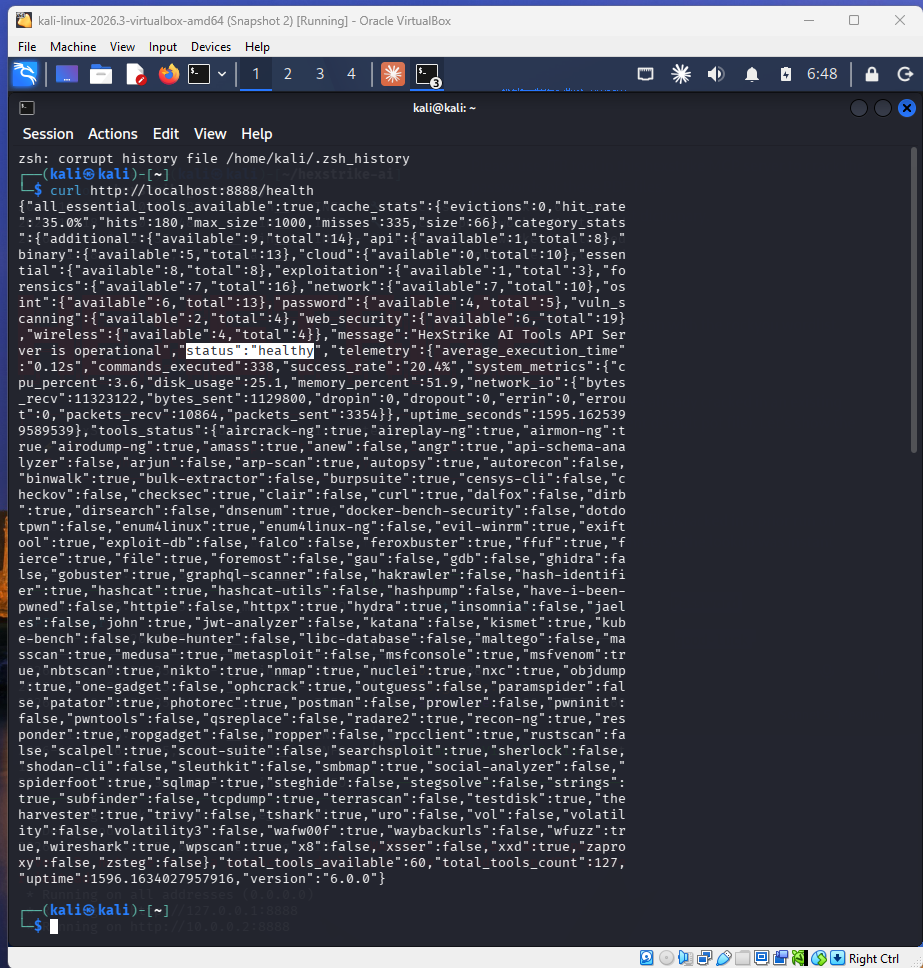 kali-linux-2026.3-virtualbox-amd64 (Snapshot 2) [Running] - Oracle VirtualBox
File Machine View Input Devices Help
1 2 3 4 3 6:48
kali@kali: ~
Session Actions Edit View Help
zsh: corrupt history file /home/kali/.zsh_history
┌──(kali㉿kali)-[~]
└─$ curl http://localhost:8888/health
{"all_essential_tools_available":true,"cache_stats":{"evictions":0,"hit_rate
":"35.0%","hits":180,"max_size":1000,"misses":335,"size":66},"category_stats
":{"additional":{"available":9,"total":14},"api":{"available":1,"total":8},"
binary":{"available":5,"total":13},"cloud":{"available":0,"total":10},"essen
tial":{"available":8,"total":8},"exploitation":{"available":1,"total":3},"fo
rensics":{"available":7,"total":16},"network":{"available":7,"total":10},"os
int":{"available":6,"total":13},"password":{"available":4,"total":5},"vuln_s
canning":{"available":2,"total":4},"web_security":{"available":6,"total":19}
,"wireless":{"available":4,"total":4}},"message":"HexStrike AI Tools API Ser
ver is operational","status":"healthy","telemetry":{"average_execution_time"
:"0.12s","commands_executed":338,"success_rate":"20.4%","system_metrics":{"c
pu_percent":3.6,"disk_usage":25.1,"memory_percent":51.9,"network_io":{"bytes
_recv":11323122,"bytes_sent":1129800,"dropin":0,"dropout":0,"errin":0,"errou
t":0,"packets_recv":10864,"packets_sent":3354}},"uptime_seconds":1595.162539
9589539},"tools_status":{"aircrack-ng":true,"aireplay-ng":true,"airmon-ng":t
rue,"airodump-ng":true,"amass":true,"anew":false,"angr":true,"api-schema-ana
lyzer":false,"arjun":false,"arp-scan":true,"autopsy":true,"autorecon":false,
"binwalk":true,"bulk-extractor":false,"burpsuite":true,"censys-cli":false,"c
heckov":false,"checksec":true,"clair":false,"curl":true,"dalfox":false,"dirb
":true,"dirsearch":false,"dnsenum":true,"docker-bench-security":false,"dotdo
tpwn":false,"enum4linux":true,"enum4linux-ng":false,"evil-winrm":true,"exift
ool":true,"exploit-db":false,"falco":false,"feroxbuster":true,"ffuf":true,"f
ierce":true,"file":true,"foremost":false,"gau":false,"gdb":false,"ghidra":fa
lse,"gobuster":true,"graphql-scanner":false,"hakrawler":false,"hash-identifi
er":true,"hashcat":true,"hashcat-utils":false,"hashpump":false,"have-i-been-
pwned":false,"httpie":false,"httpx":true,"hydra":true,"insomnia":false,"jael
es":false,"john":true,"jwt-analyzer":false,"katana":false,"kismet":true,"kub
e-bench":false,"kube-hunter":false,"libc-database":false,"maltego":false,"ma
sscan":true,"medusa":true,"metasploit":false,"msfconsole":true,"msfvenom":tr
ue,"nbtscan":true,"nikto":true,"nmap":true,"nuclei":true,"nxc":true,"objdump
":true,"one-gadget":false,"ophcrack":true,"outguess":false,"paramspider":fal
se,"patator":true,"photorec":true,"postman":false,"prowler":false,"pwninit":
false,"pwntools":false,"qsreplace":false,"radare2":true,"recon-ng":true,"res
ponder":true,"ropgadget":false,"ropper":false,"rpcclient":true,"rustscan":fa
lse,"scalpel":true,"scout-suite":false,"searchsploit":true,"sherlock":false,
"shodan-cli":false,"sleuthkit":false,"smbmap":true,"social-analyzer":false,"
spiderfoot":true,"sqlmap":true,"steghide":false,"stegsolve":false,"strings":
true,"subfinder":false,"tcpdump":true,"terrascan":false,"testdisk":true,"the
harvester":true,"trivy":false,"tshark":true,"uro":false,"vol":false,"volatil
ity":false,"volatility3":false,"wafw00f":true,"waybackurls":false,"wfuzz":tr
ue,"wireshark":true,"wpscan":true,"x8":false,"xsser":false,"xxd":true,"zapro
xy":false,"zsteg":false},"total_tools_available":60,"total_tools_count":127,
"uptime":1596.1634027957916,"version":"6.0.0"}
┌──(kali㉿kali)-[~]
└─$
Right Ctrl